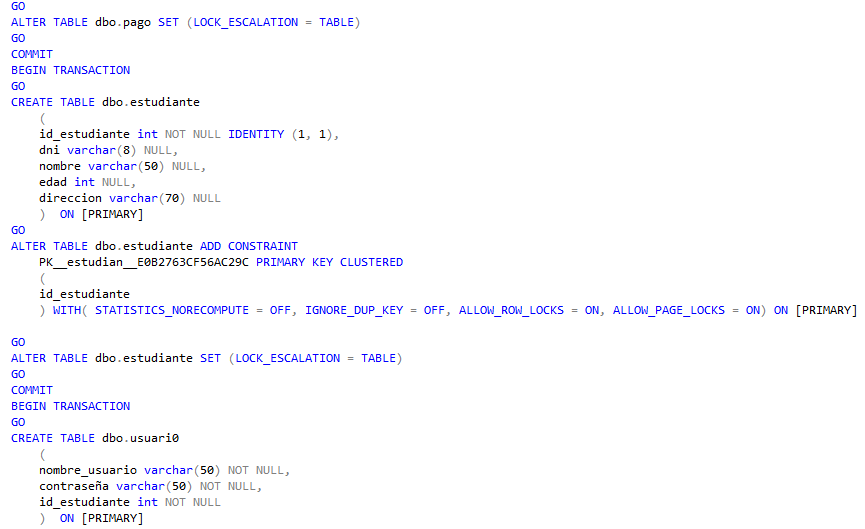 GO
ALTER TABLE dbo.pago SET (LOCK_ESCALATION = TABLE)
GO
COMMIT
BEGIN TRANSACTION
GO
CREATE TABLE dbo.estudiante
(
id_estudiante int NOT NULL IDENTITY (1, 1),
dni varchar(8) NULL,
nombre varchar(50) NULL,
edad int NULL,
direccion varchar(70) NULL
) ON [PRIMARY]
GO
ALTER TABLE dbo.estudiante ADD CONSTRAINT
PK__estudian__E0B2763CF56AC29C PRIMARY KEY CLUSTERED
(
id_estudiante
) WITH( STATISTICS_NORECOMPUTE = OFF, IGNORE_DUP_KEY = OFF, ALLOW_ROW_LOCKS = ON, ALLOW_PAGE_LOCKS = ON) ON [PRIMARY]
GO
ALTER TABLE dbo.estudiante SET (LOCK_ESCALATION = TABLE)
GO
COMMIT
BEGIN TRANSACTION
GO
CREATE TABLE dbo.usuari0
(
nombre_usuario varchar(50) NOT NULL,
contraseña varchar(50) NOT NULL,
id_estudiante int NOT NULL
) ON [PRIMARY]